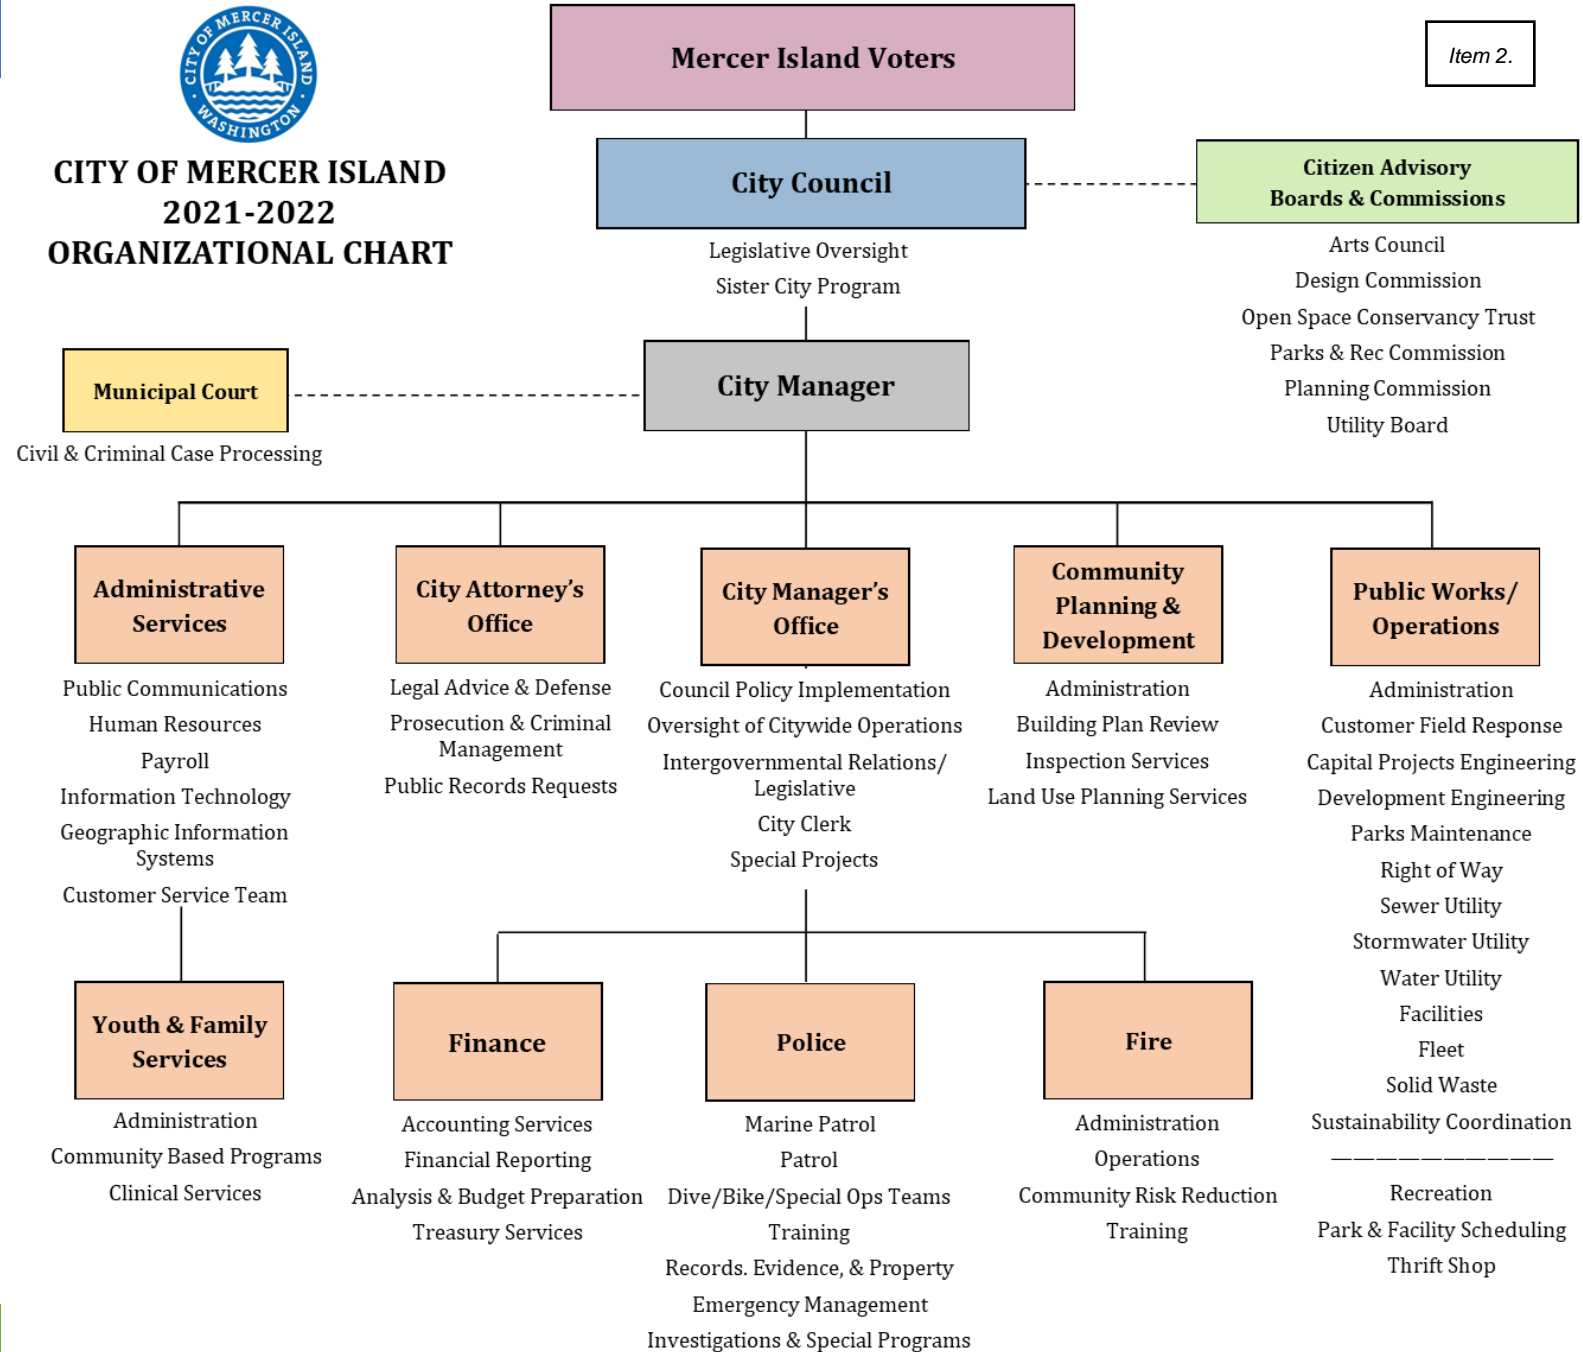 CITY OF MERCER ISLAND
WASHINGTON
CITY OF MERCER ISLAND
2021-2022
ORGANIZATIONAL CHART
Mercer Island Voters
Item 2.
City Council
Legislative Oversight
Sister City Program
Citizen Advisory
Boards & Commissions
Arts Council
Design Commission
Open Space Conservancy Trust
Parks & Rec Commission
Planning Commission
Utility Board
Municipal Court
Civil & Criminal Case Processing
City Manager
Administrative
Services
Public Communications
Human Resources
Payroll
Information Technology
Geographic Information
Systems
Customer Service Team
City Attorney's
Office
Legal Advice & Defense
Prosecution & Criminal
Management
Public Records Requests
City Manager's
Office
Council Policy Implementation
Oversight of Citywide Operations
Intergovernmental Relations/
Legislative
City Clerk
Special Projects
Community
Planning &
Development
Administration
Building Plan Review
Inspection Services
Land Use Planning Services
Public Works/
Operations
Administration
Customer Field Response
Capital Projects Engineering
Development Engineering
Parks Maintenance
Right of Way
Sewer Utility
Stormwater Utility
Water Utility
Facilities
Fleet
Solid Waste
Sustainability Coordination
——————————
Recreation
Park & Facility Scheduling
Thrift Shop
Youth & Family
Services
Administration
Community Based Programs
Clinical Services
Finance
Accounting Services
Financial Reporting
Analysis & Budget Preparation
Treasury Services
Police
Marine Patrol
Patrol
Dive/Bike/Special Ops Teams
Training
Records. Evidence, & Property
Emergency Management
Investigations & Special Programs
Fire
Administration
Operations
Community Risk Reduction
Training